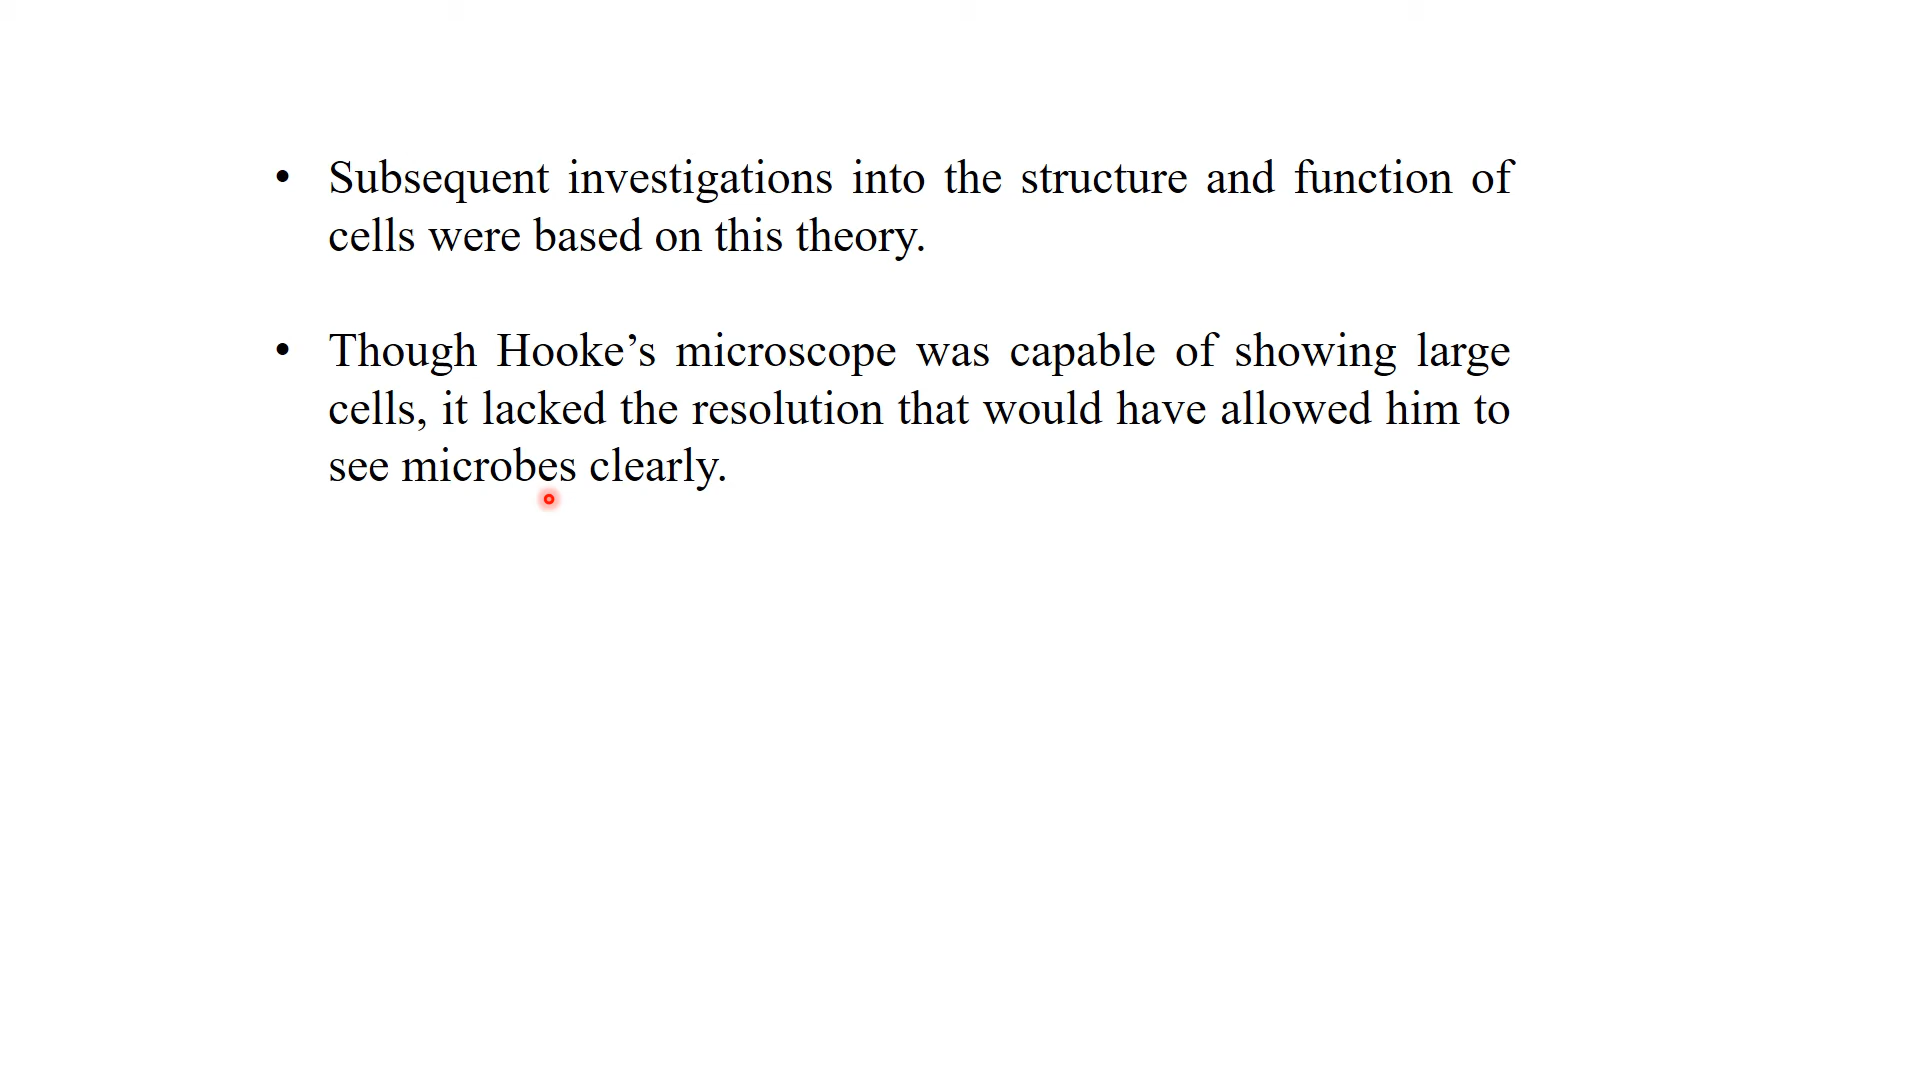 • Subsequent investigations into the structure and function of
cells were based on this theory.
• Though Hooke’s microscope was capable of showing large
cells, it lacked the resolution that would have allowed him to
see microbes clearly.